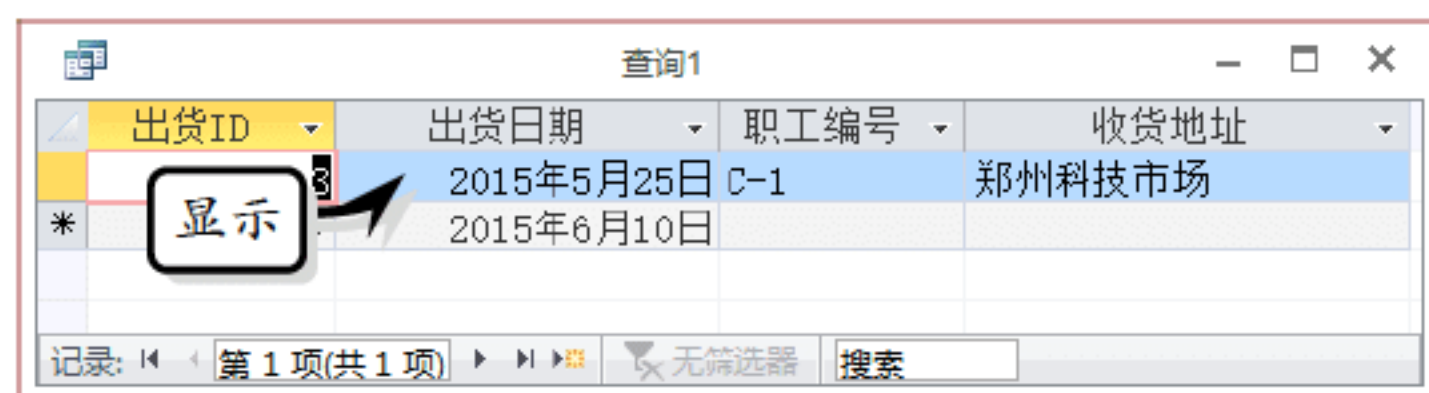 查询1
出货ID 出货日期 职工编号 收货地址
3 2015年5月25日 C-1 郑州科技市场
显示
* 2015年6月10日
记录: 第 1 项(共 1 项) 无筛选器 搜索